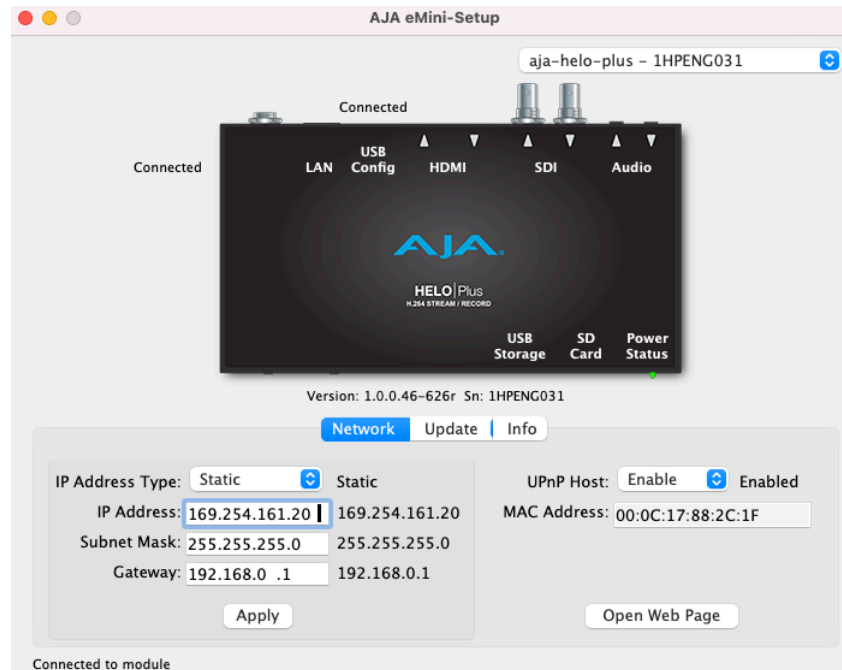 AJA eMini-Setup
aja-helo-plus - 1HPENG031
Connected
Connected
LAN
USB Config
HDMI
SDI
Audio
AJA
HELO Plus
H.264 STREAM / RECORD
USB Storage
SD Card
Power Status
Version: 1.0.0.46-626r Sn: 1HPENG031
Network Update Info
IP Address Type: Static Static
IP Address: 169.254.161.20 169.254.161.20
Subnet Mask: 255.255.255.0 255.255.255.0
Gateway: 192.168.0 .1 192.168.0.1
Apply
UPnP Host: Enable Enabled
MAC Address: 00:0C:17:88:2C:1F
Open Web Page
Connected to module